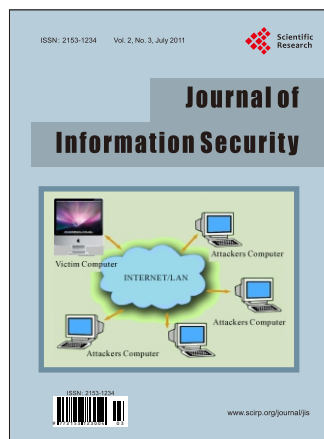 ISSN: 2153-1234 Vol. 2, No. 3, July 2011
Scientific
Research
Journal of
Information Security
Victim Computer
Attackers Computer
INTERNET/LAN
Attackers Computer
Attackers Computer
ISSN: 2153-1234
www.scirp.org/journal/jis